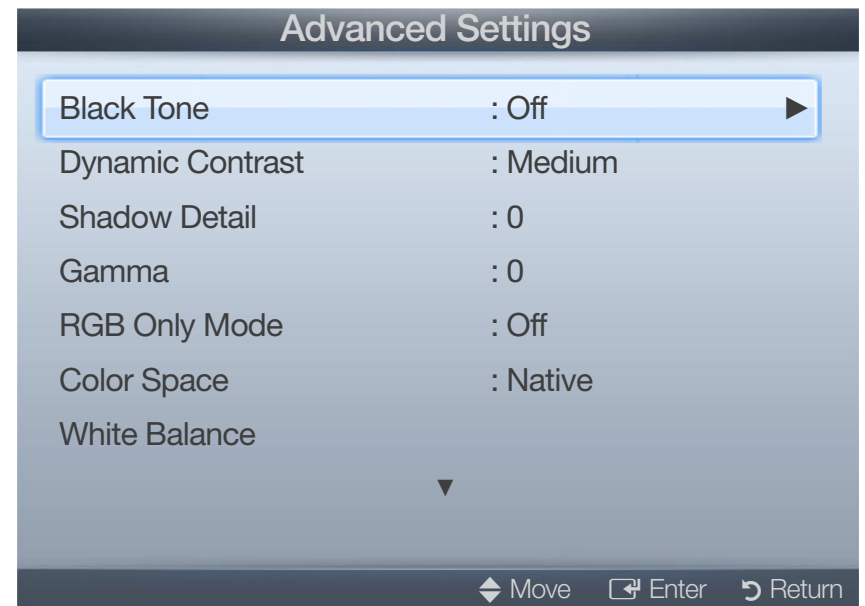 Advanced Settings
Black Tone : Off ▶
Dynamic Contrast : Medium
Shadow Detail : 0
Gamma : 0
RGB Only Mode : Off
Color Space : Native
White Balance
▼
Move Enter Return